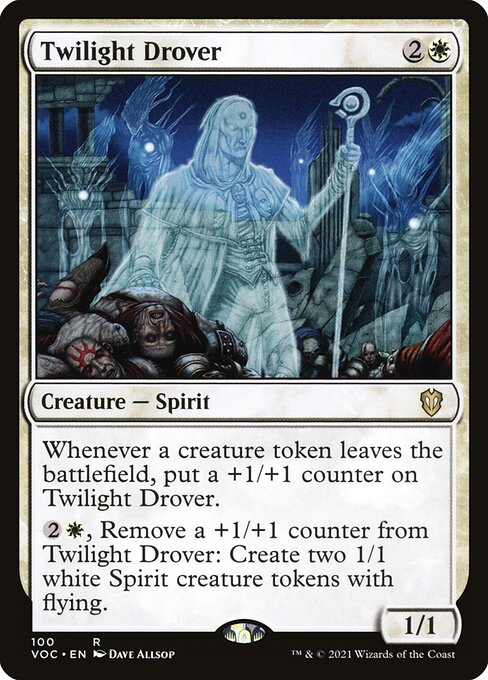 Twilight Drover 2
Creature — Spirit
Whenever a creature token leaves the
battlefield, put a +1/+1 counter on
Twilight Drover.
2, Remove a +1/+1 counter from
Twilight Drover: Create two 1/1
white Spirit creature tokens with
flying.
1/1
100 R
VOC • EN Dave Allsop ™ & © 2021 Wizards of the Coast